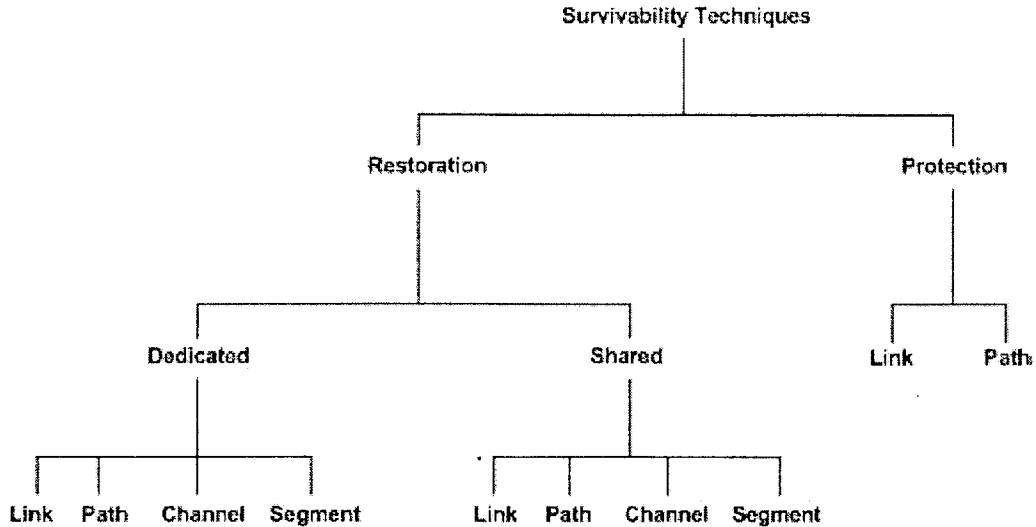 Survivability Techniques
Restoration Protection
Dedicated Shared Link Path
Link Path Channel Segment Link Path Channel Segment